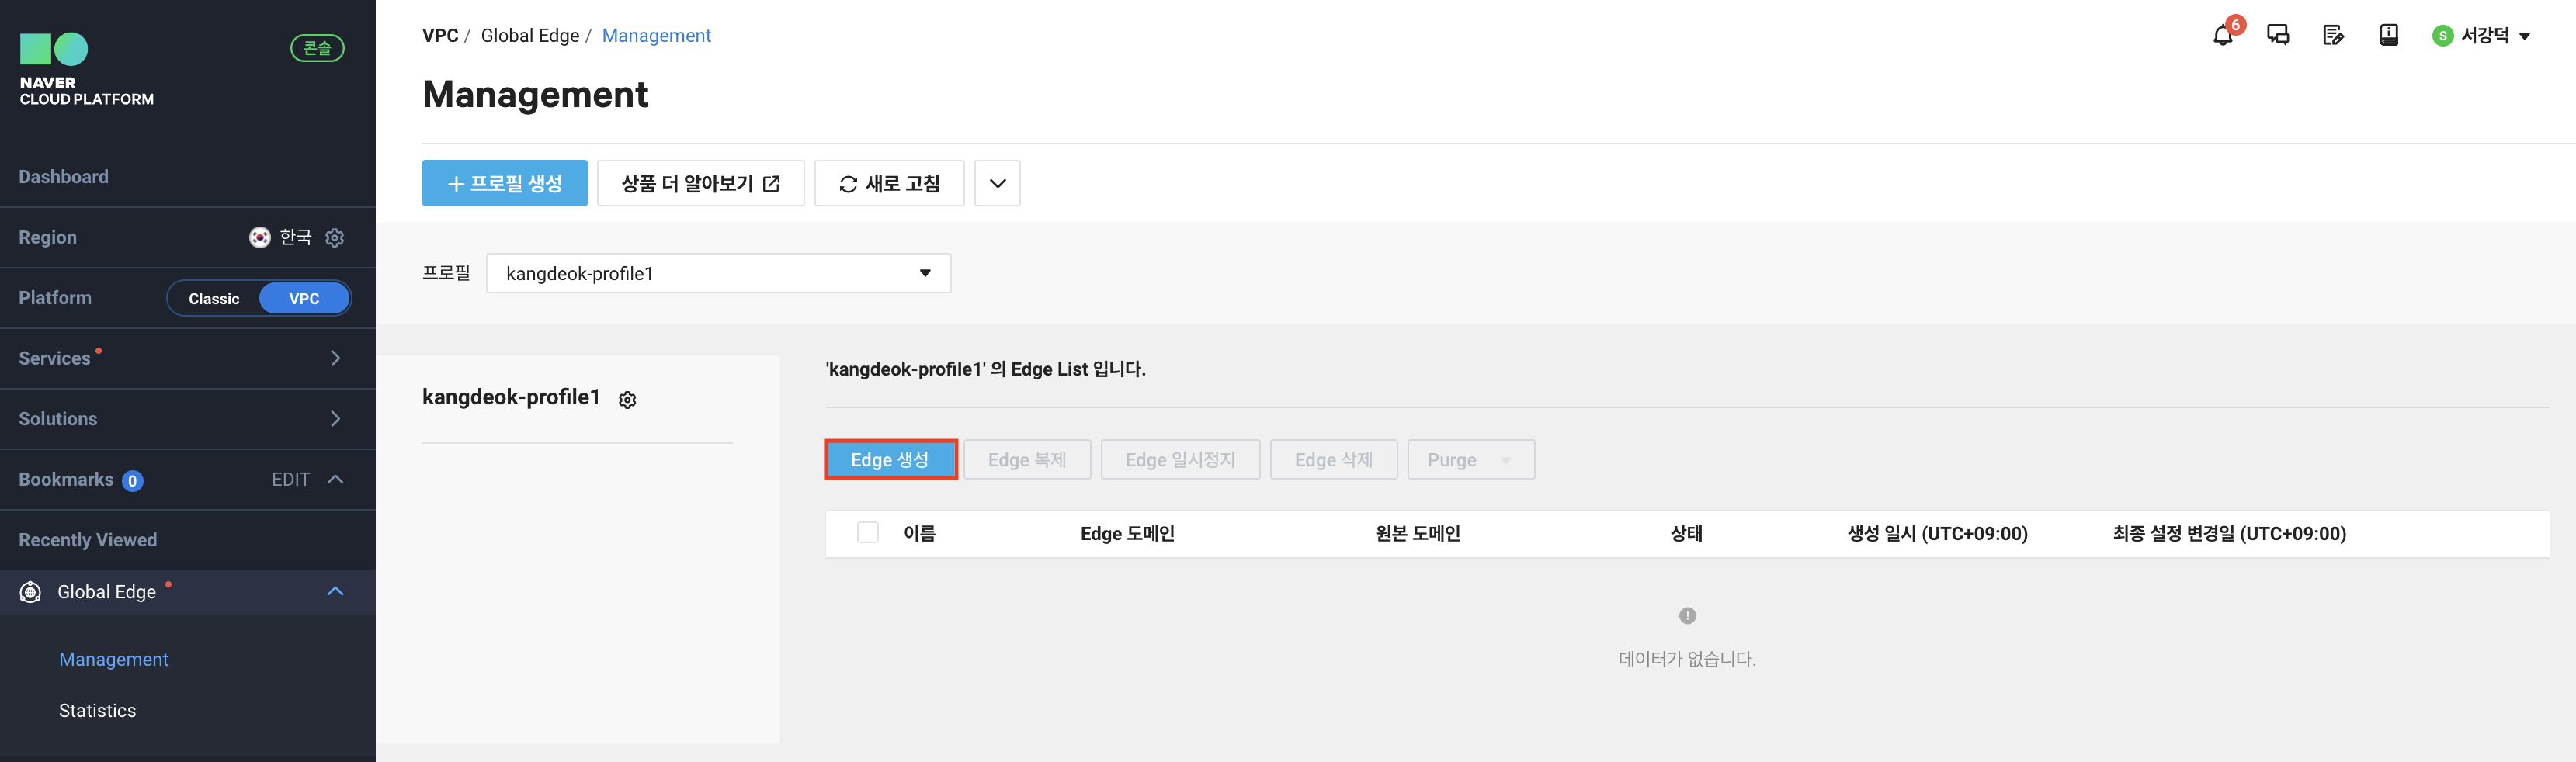 콘솔
NAVER
CLOUD PLATFORM
Dashboard
Region 한국
Platform Classic VPC
Services
Solutions
Bookmarks 0 EDIT
Recently Viewed
Global Edge
Management
Statistics
VPC / Global Edge / Management
6
S 서강덕
Management
+ 프로필 생성 상품 더 알아보기 새로 고침
프로필 kangdeok-profile1
kangdeok-profile1
'kangdeok-profile1' 의 Edge List 입니다.
Edge 생성 Edge 복제 Edge 일시정지 Edge 삭제 Purge
이름 Edge 도메인 원본 도메인 상태 생성 일시 (UTC+09:00) 최종 설정 변경일 (UTC+09:00)
데이터가 없습니다.